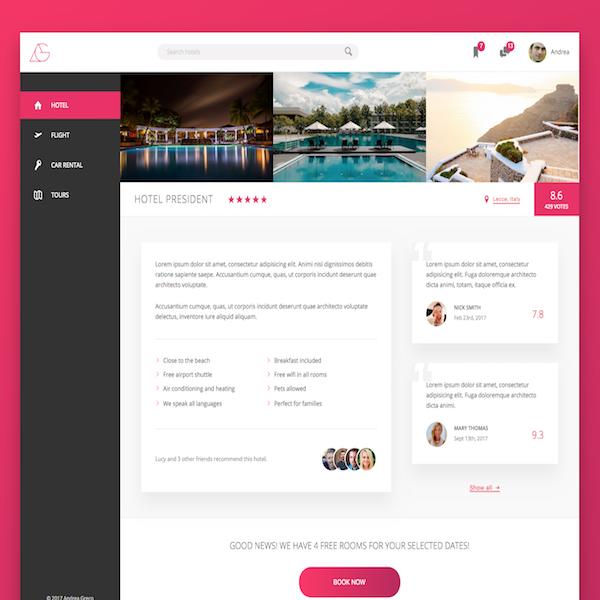 Search hotels
7
13
Andrea
HOTEL
FLIGHT
CAR RENTAL
TOURS
HOTEL PRESIDENT
Lecce, Italy
8.6
429 VOTES
Lorem ipsum dolor sit amet, consectetur adipisicing elit. Animi nisi dignissimos debitis
ratione sapiente saepe. Accusantium cumque, quas, ut corporis incidunt deserunt quae
architecto voluptate.
Accusantium cumque, quas, ut corporis incidunt deserunt quae architecto voluptate
delectus, inventore iure aliquid aliquam.
Close to the beach
Breakfast included
Free airport shuttle
Free wifi in all rooms
Air conditioning and heating
Pets allowed
We speak all languages
Perfect for families
Lucy and 3 other friends recommend this hotel.
Lorem ipsum dolor sit amet,
consectetur adipisicing elit. Dicta
animi, totam, itaque officia ex.
NICK SMITH
Feb 23rd, 2017
7.8
Lorem ipsum dolor sit amet,
consectetur adipisicing elit. Dicta
dicta animi.
MARY THOMAS
Sept 13th, 2017
9.3
Show all →
GOOD NEWS! WE HAVE 4 FREE ROOMS FOR YOUR SELECTED DATES!
BOOK NOW
© 2017 Andrea Greco